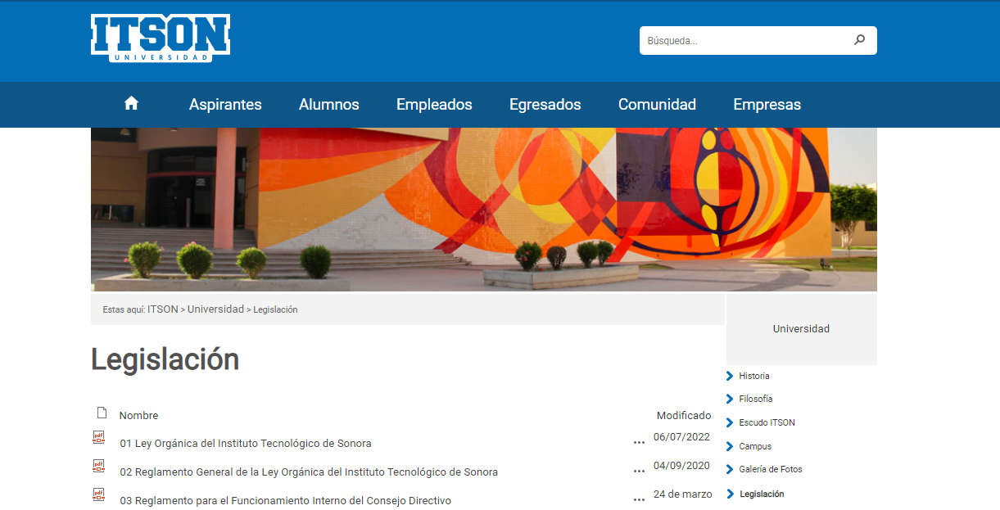 ITSON
UNIVERSIDAD
Búsqueda...
Aspirantes Alumnos Empleados Egresados Comunidad Empresas
Estas aquí: ITSON > Universidad > Legislación
Universidad
Legislación
Historia
Filosofía
Escudo ITSON
Campus
Galería de Fotos
Legislación
Nombre Modificado
pdf 01 Ley Orgánica del Instituto Tecnológico de Sonora ... 06/07/2022
pdf 02 Reglamento General de la Ley Orgánica del Instituto Tecnológico de Sonora ... 04/09/2020
pdf 03 Reglamento para el Funcionamiento Interno del Consejo Directivo ... 24 de marzo